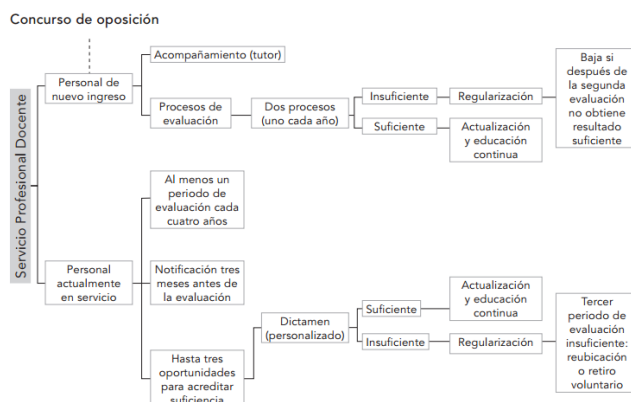 Concurso de oposición
Servicio Profesional Docente
Personal de
nuevo ingreso
Acompañamiento (tutor)
Procesos de
evaluación
Dos procesos
(uno cada año)
Insuficiente
Regularización
Baja si
después de
la segunda
evaluación
no obtiene
resultado
suficiente
Suficiente
Actualización
y educación
continua
Personal
actualmente
en servicio
Al menos un
periodo de
evaluación cada
cuatro años
Notificación tres
meses antes de
la evaluación
Hasta tres
oportunidades
para acreditar
suficiencia
Dictamen
(personalizado)
Suficiente
Actualización
y educación
continua
Insuficiente
Regularización
Tercer
periodo de
evaluación
insuficiente:
reubicación
o retiro
voluntario